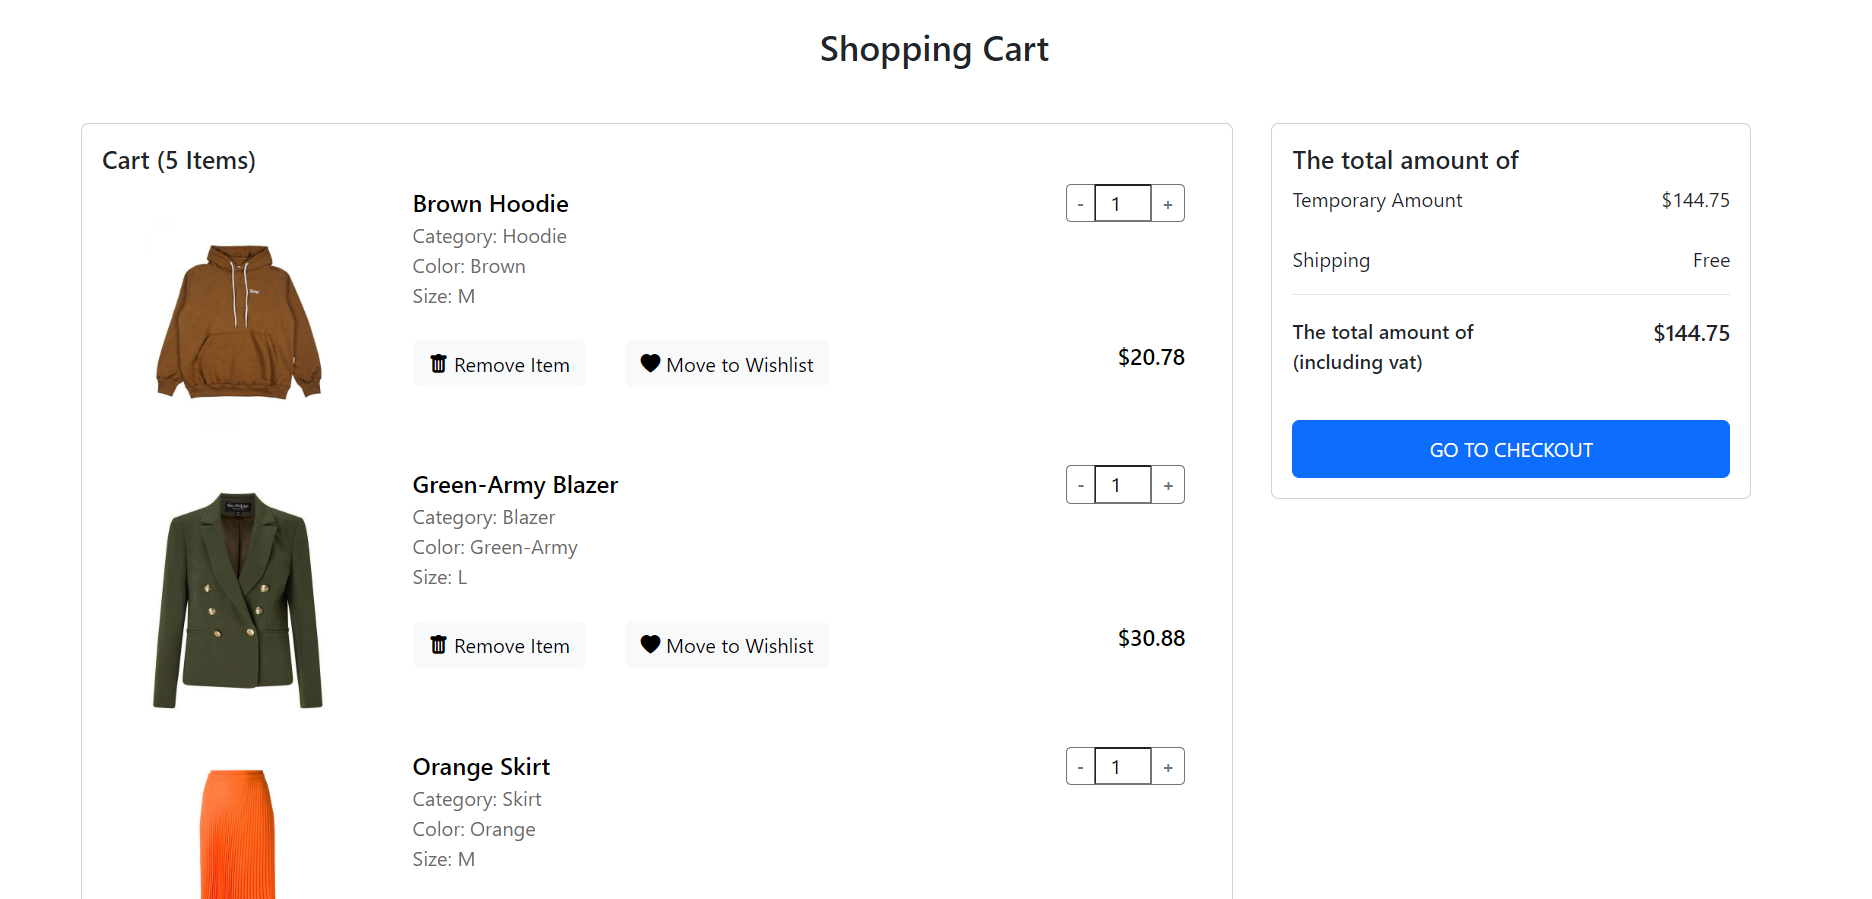 Shopping Cart
Cart (5 Items)
Brown Hoodie
Category: Hoodie
Color: Brown
Size: M
- 1 +
Remove Item
Move to Wishlist
$20.78
Green-Army Blazer
Category: Blazer
Color: Green-Army
Size: L
- 1 +
Remove Item
Move to Wishlist
$30.88
Orange Skirt
Category: Skirt
Color: Orange
Size: M
- 1 +
The total amount of
Temporary Amount $144.75
Shipping Free
The total amount of $144.75
(including vat)
GO TO CHECKOUT